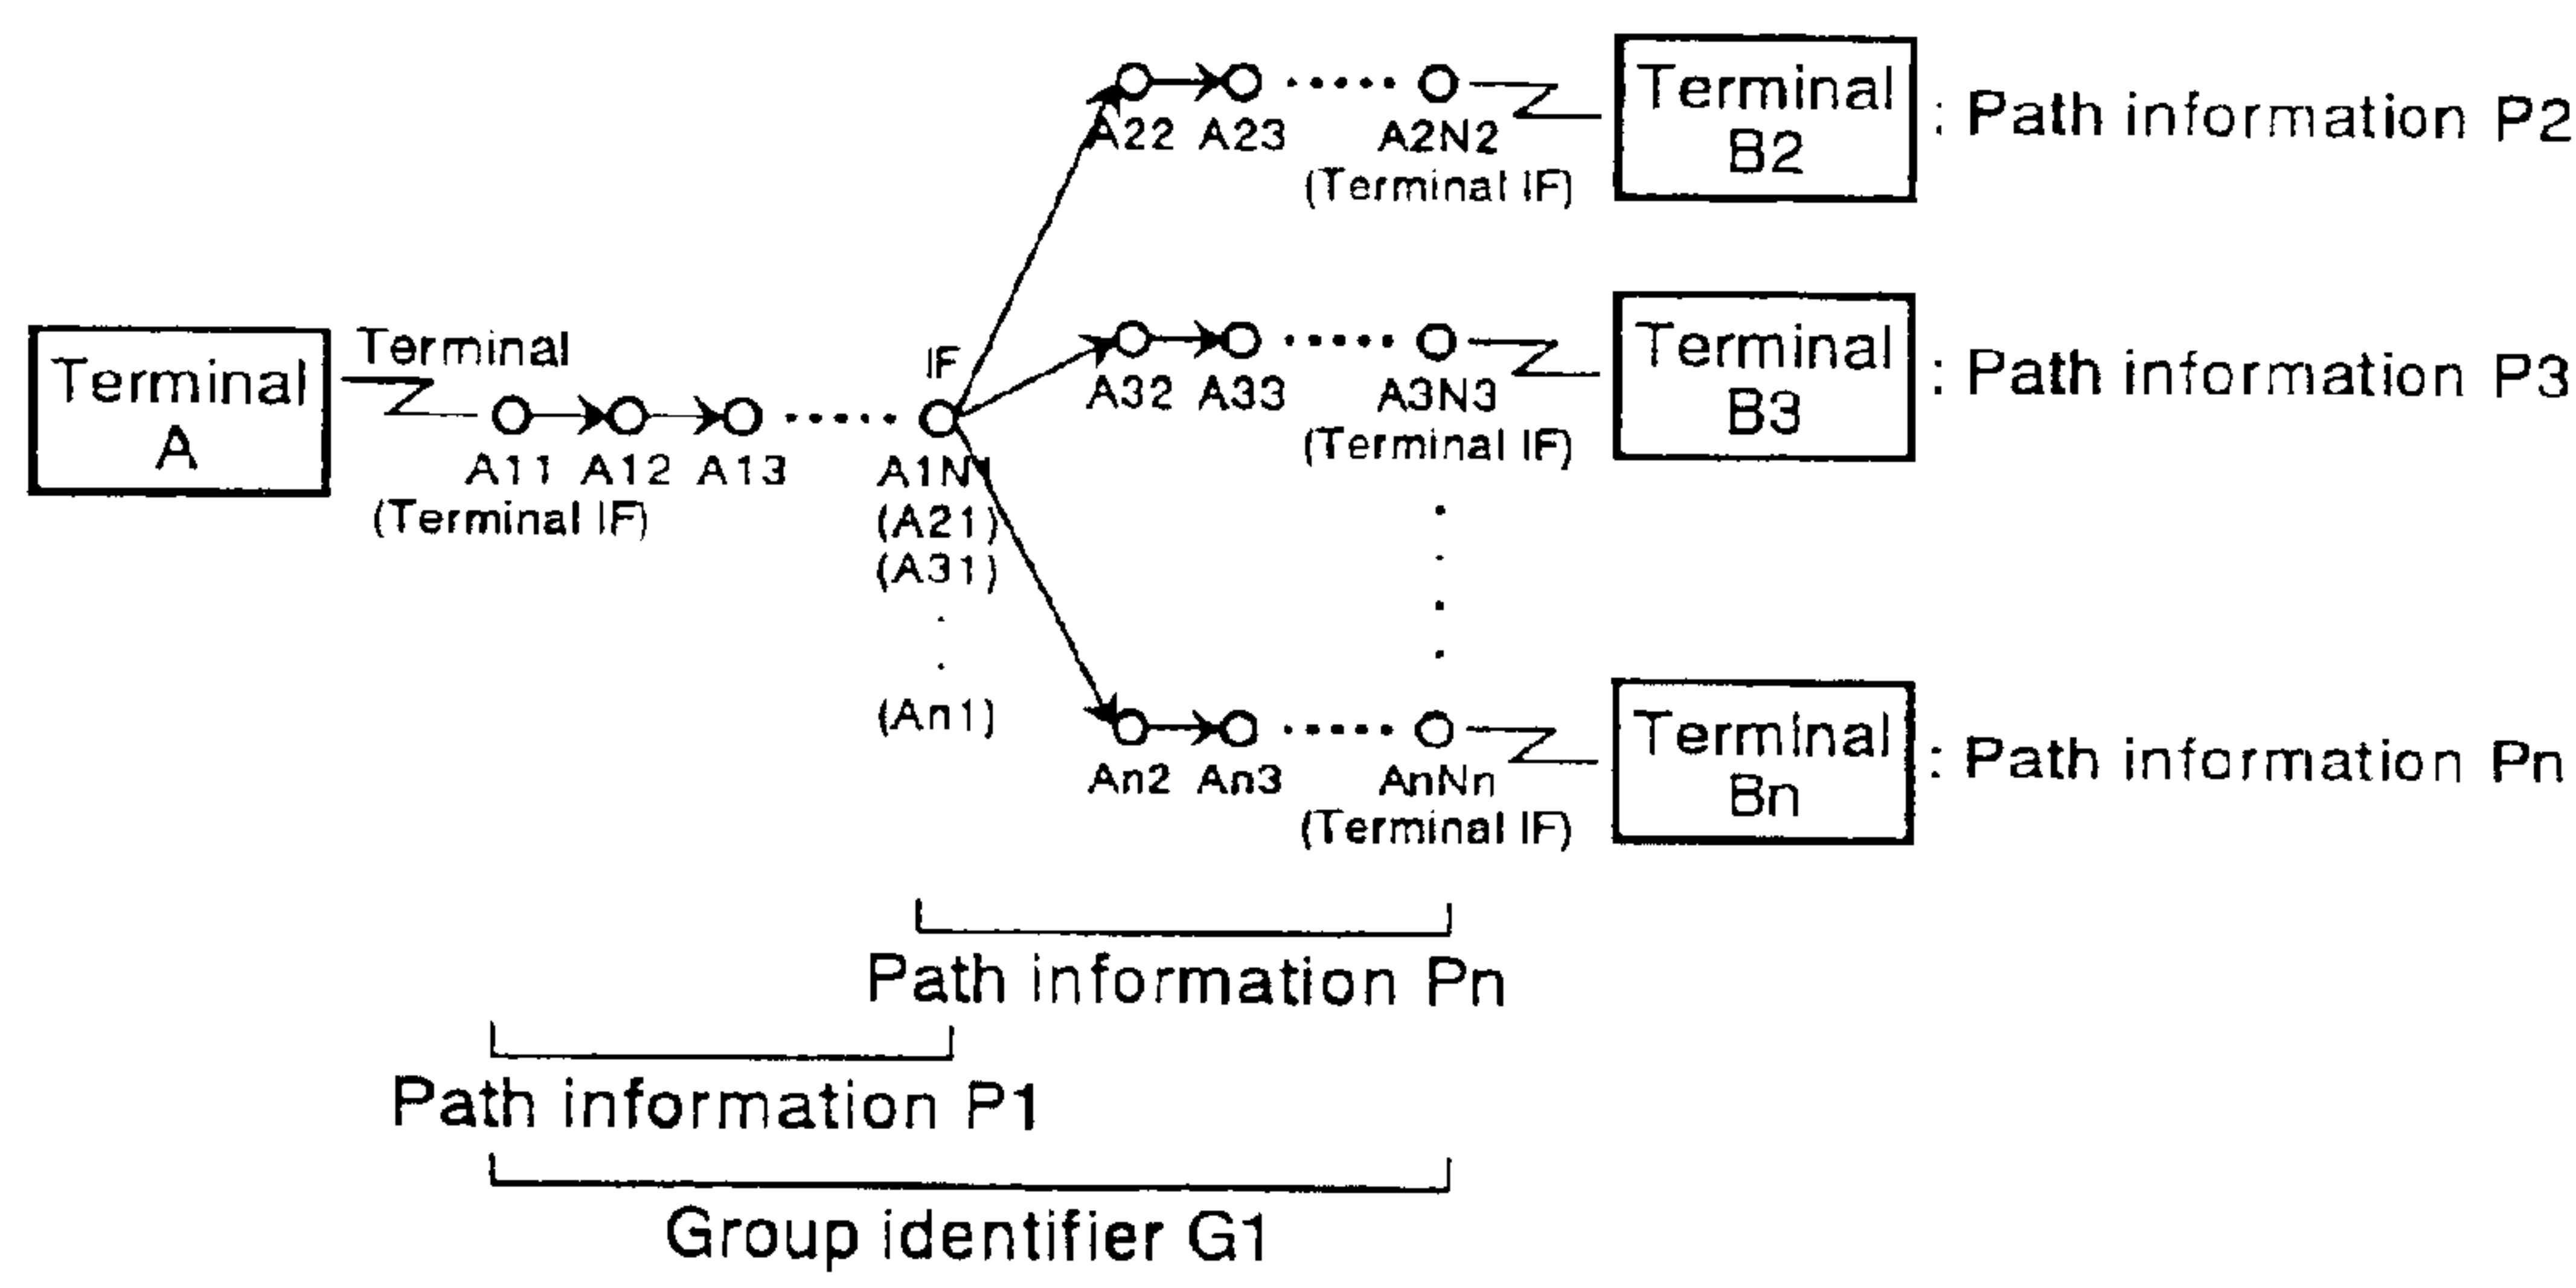 Terminal
B2
: Path information P2
A22 A23 A2N2
(Terminal IF)
Terminal
B3
: Path information P3
A32 A33 A3N3
(Terminal IF)
Terminal
A
Terminal
IF
A11 A12 A13
(Terminal IF)
(A21)
(A31)
(An1)
Terminal
Bn
: Path information Pn
An2 An3 AnNn
(Terminal IF)
Path information Pn
Path information P1
Group identifier G1